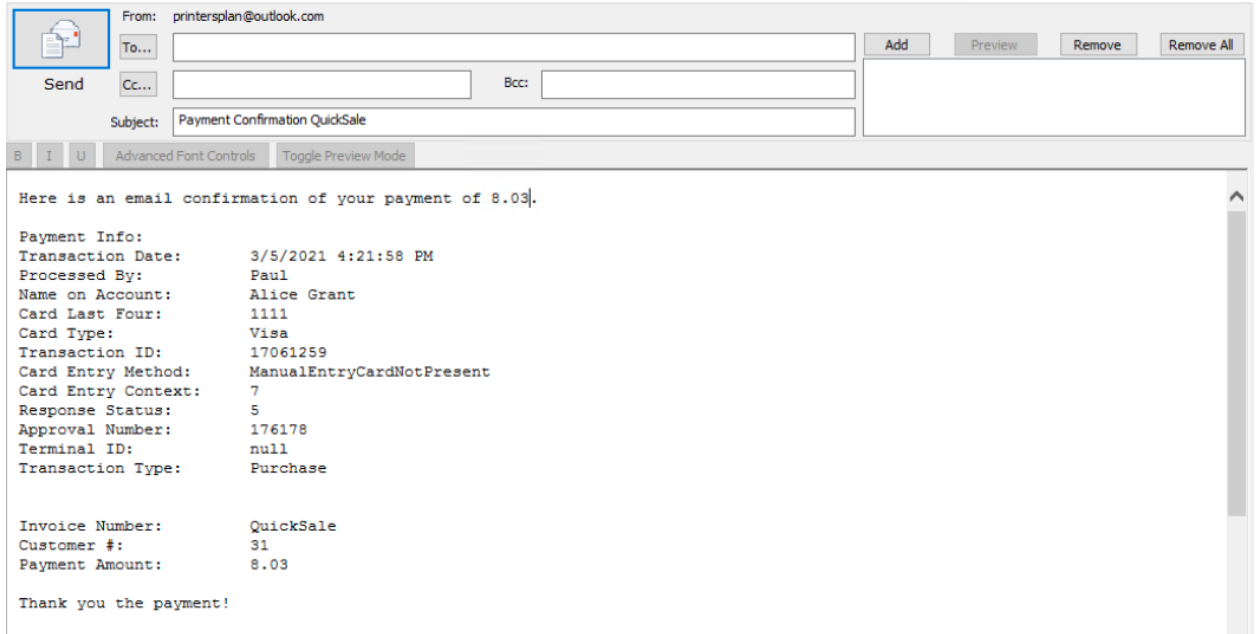 From: printersplan@outlook.com
To... Add Preview Remove Remove All
Send Cc... Bcc:
Subject: Payment Confirmation QuickSale
B I U Advanced Font Controls Toggle Preview Mode
Here is an email confirmation of your payment of 8.03.
Payment Info:
Transaction Date: 3/5/2021 4:21:58 PM
Processed By: Paul
Name on Account: Alice Grant
Card Last Four: 1111
Card Type: Visa
Transaction ID: 17061259
Card Entry Method: ManualEntryCardNotPresent
Card Entry Context: 7
Response Status: 5
Approval Number: 176178
Terminal ID: null
Transaction Type: Purchase
Invoice Number: QuickSale
Customer #: 31
Payment Amount: 8.03
Thank you the payment!